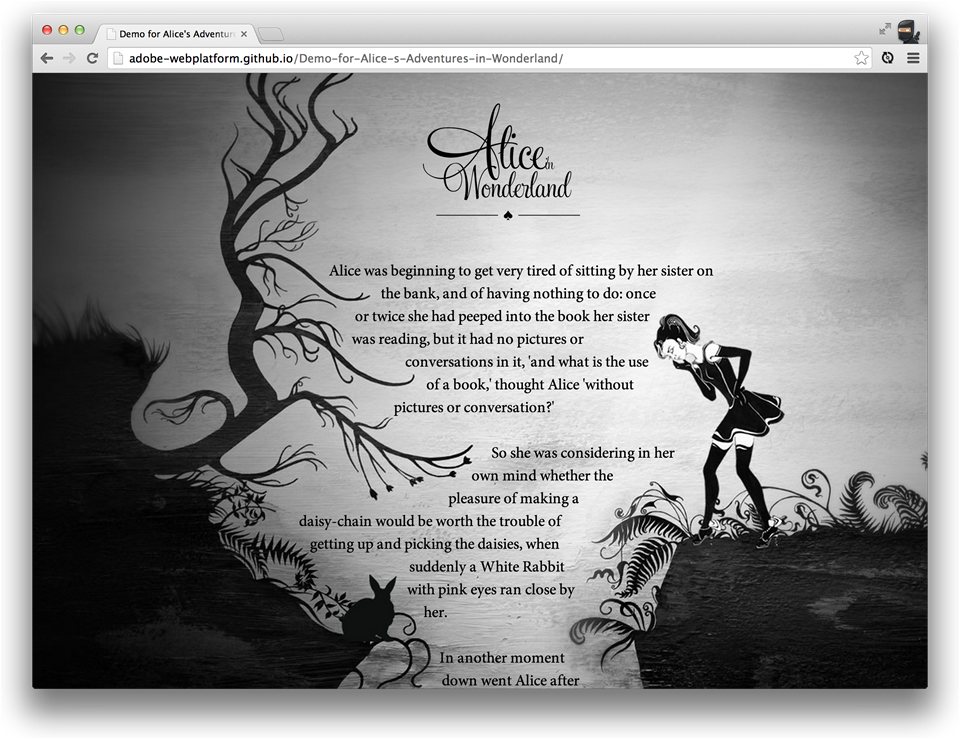 Demo for Alice's Adventur
adobe-webplatform.github.io/Demo-for-Alice-s-Adventures-in-Wonderland/
Alice in
Wonderland
Alice was beginning to get very tired of sitting by her sister on
the bank, and of having nothing to do: once
or twice she had peeped into the book her sister
was reading, but it had no pictures or
conversations in it, 'and what is the use
of a book,' thought Alice 'without
pictures or conversation?'
So she was considering in her
own mind whether the
pleasure of making a
daisy-chain would be worth the trouble of
getting up and picking the daisies, when
suddenly a White Rabbit
with pink eyes ran close by
her.
In another moment
down went Alice after